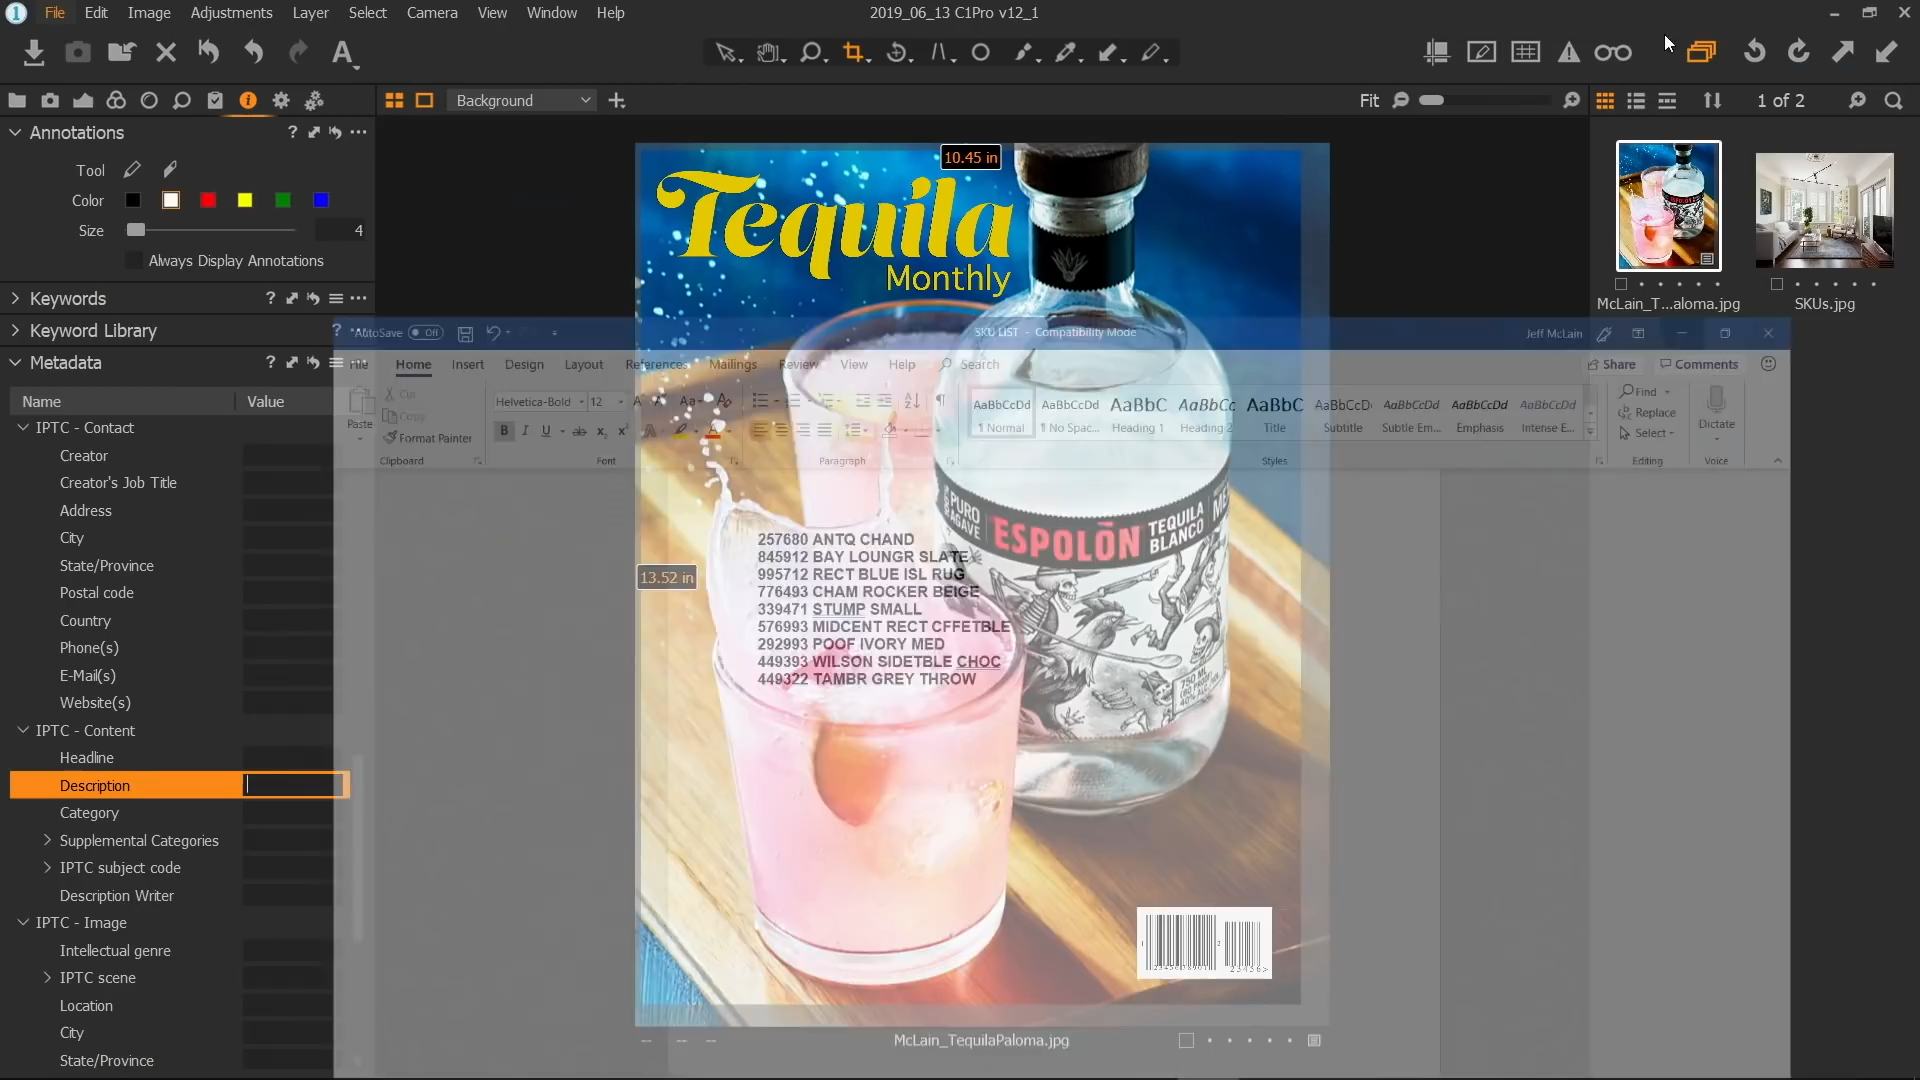 File Edit Image Adjustments Layer Select Camera View Window Help
2019_06_13 C1Pro v12_1
Background
Fit
1 of 2
Annotations
Tool
Color
Size 4
Always Display Annotations
Keywords
Keyword Library
Metadata
Name Value
IPTC - Contact
Creator
Creator's Job Title
Address
City
State/Province
Postal code
Country
Phone(s)
E-Mail(s)
Website(s)
IPTC - Content
Headline
Description
Category
Supplemental Categories
IPTC subject code
Description Writer
IPTC - Image
Intellectual genre
IPTC scene
Location
City
State/Province
10.45 in
13.52 in
Tequila
Monthly
AutoSave Off
SKU LIST - Compatibility Mode
Jeff McLain
File Home Insert Design Layout References Mailings Review View Help Search
Share Comments
Paste
Cut
Copy
Format Painter
Clipboard
Helvetica-Bold 12
Font
Paragraph
AaBbCcDd AaBbCcDd AaBbC AaBbCc AaBbC AaBbCcD AaBbCcDd AaBbCcDd AaBbCcDd
¶ Normal ¶ No Spac... Heading 1 Heading 2 Title Subtitle Subtle Em... Emphasis Intense E...
Styles
Find
Replace
Select
Editing
Dictate
Voice
PURO
AGAVE
ESPOLÒN
TEQUILA
BLANCO
257680 ANTQ CHAND
845912 BAY LOUNGR SLATE
995712 RECT BLUE ISL RUG
776493 CHAM ROCKER BEIGE
339471 STUMP SMALL
576993 MIDCENT RECT CFFETBLE
292993 POOF IVORY MED
449393 WILSON SIDETBLE CHOC
449322 TAMBR GREY THROW
750 ML
McLain_TequilaPaloma.jpg
McLain_T...aloma.jpg
SKUs.jpg